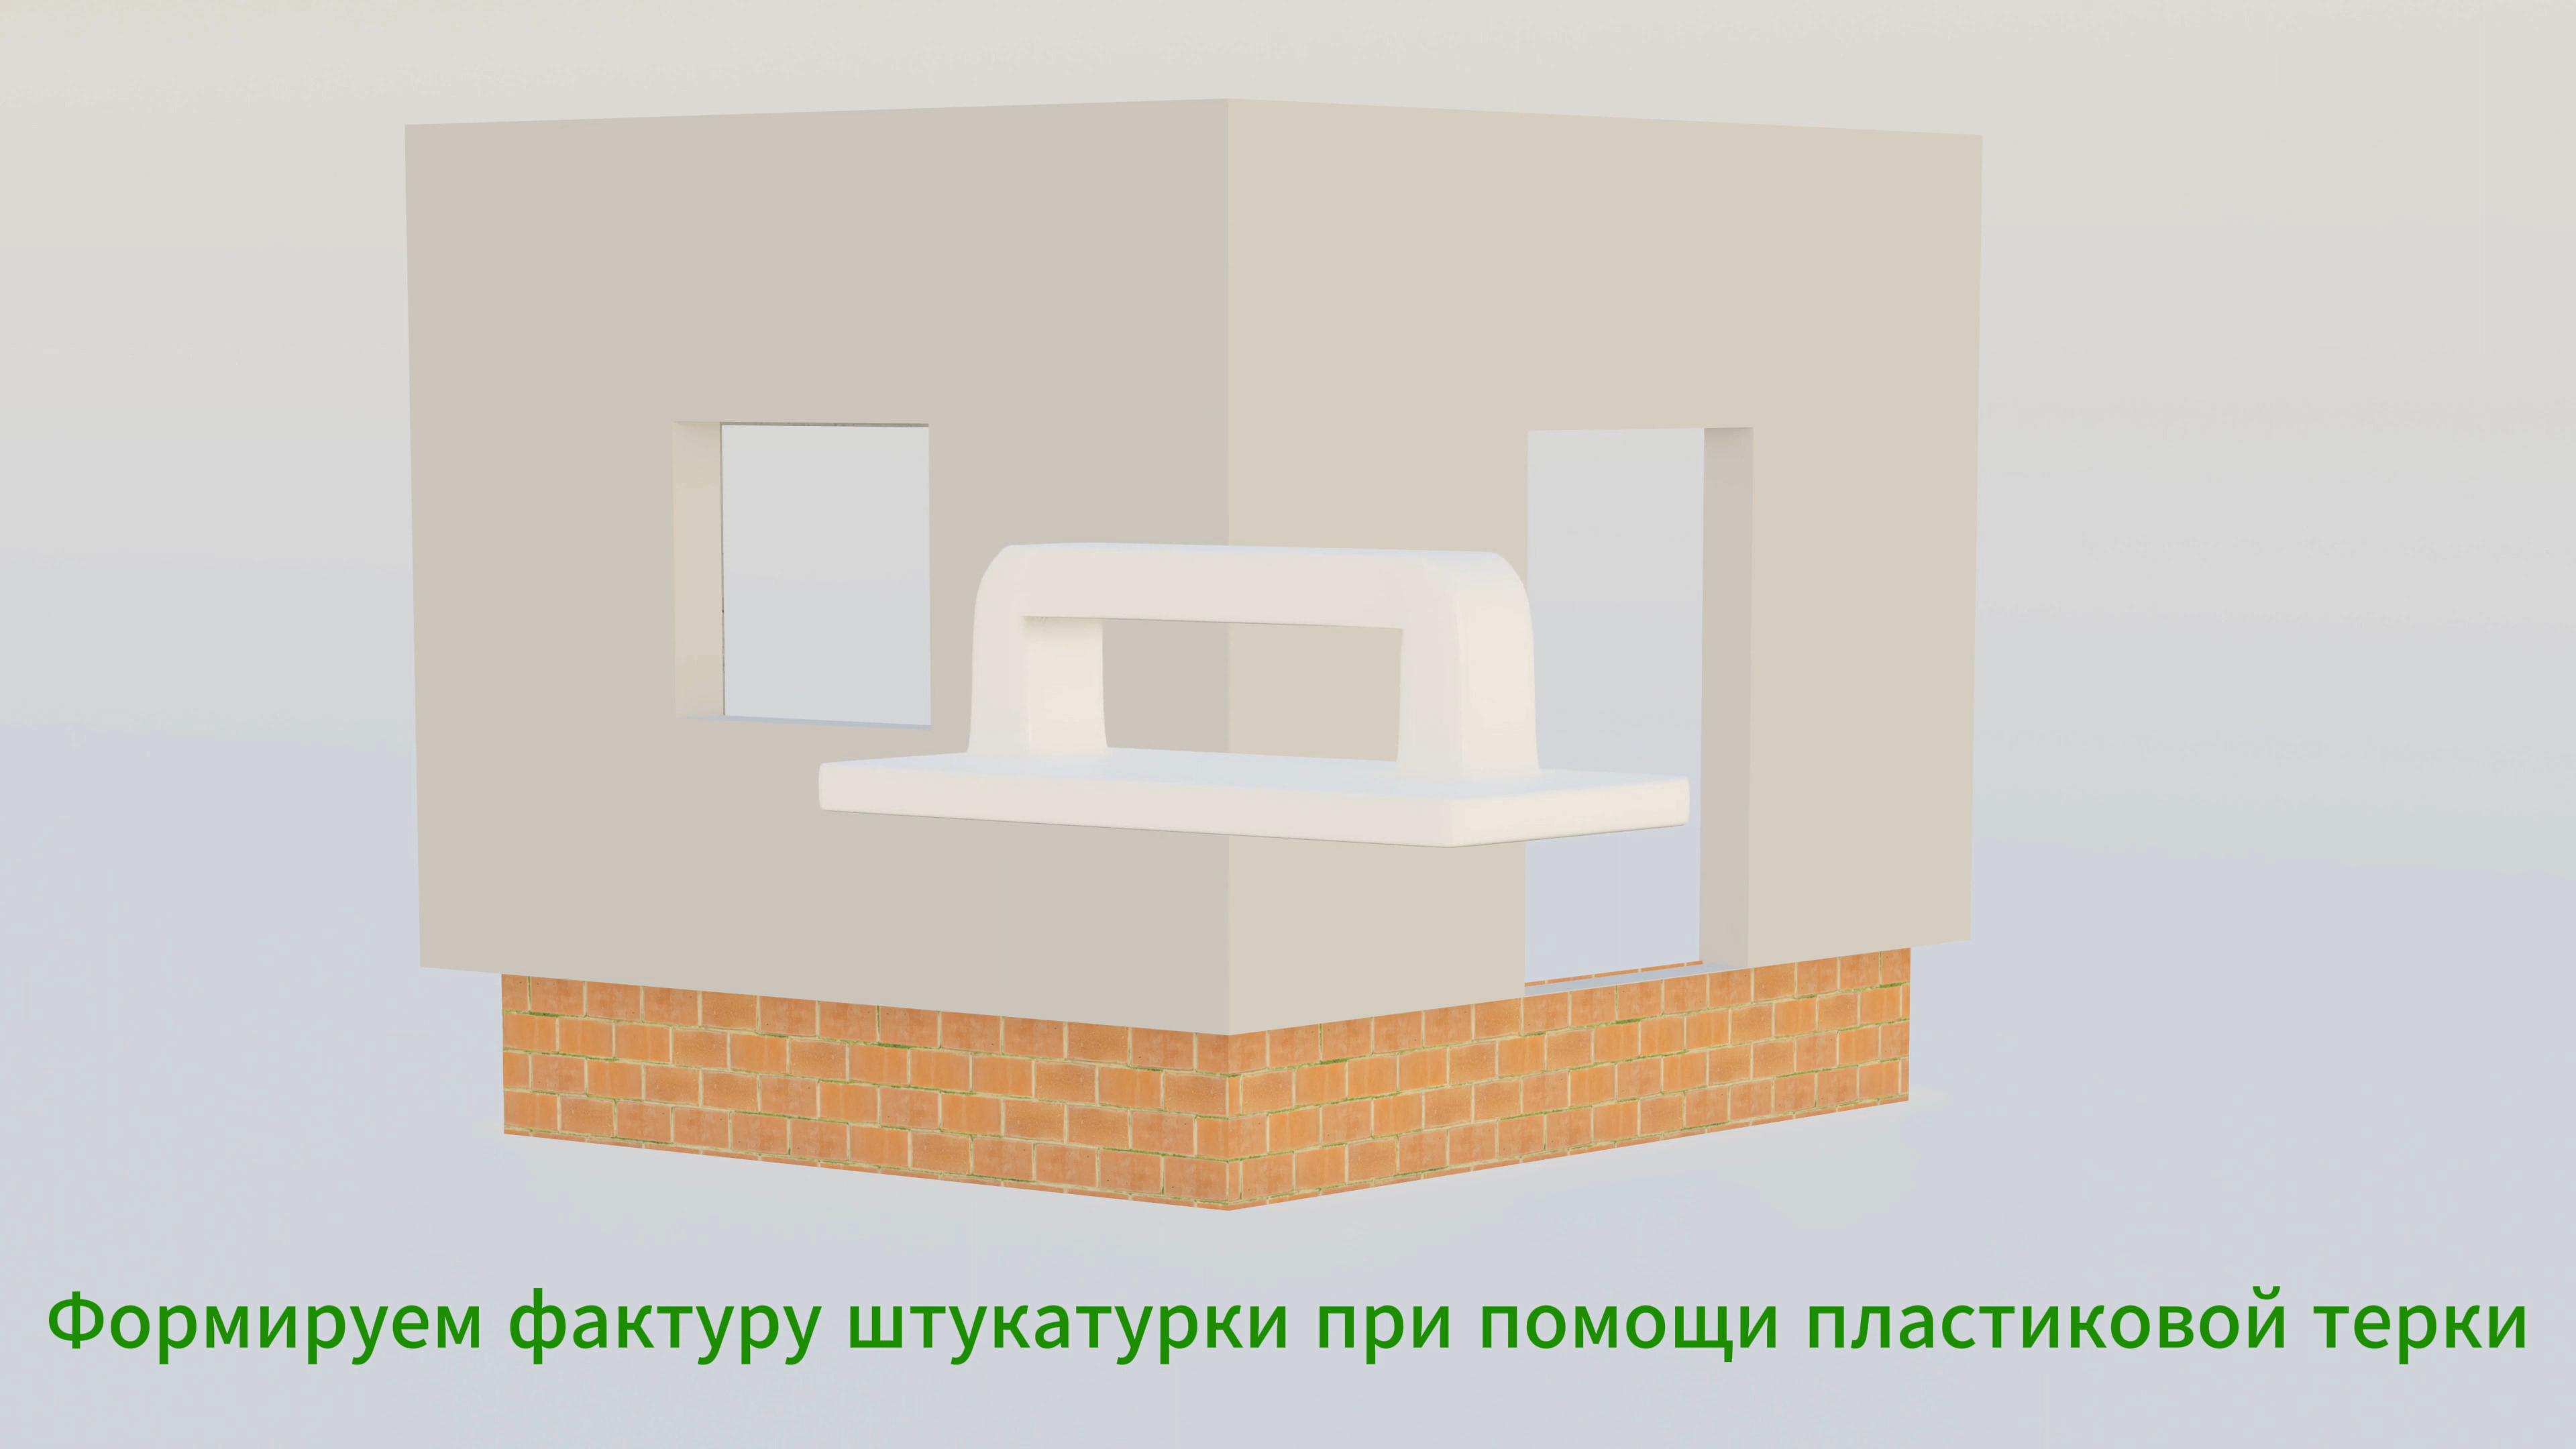 Формируем фактуру штукатурки при помощи пластиковой терки